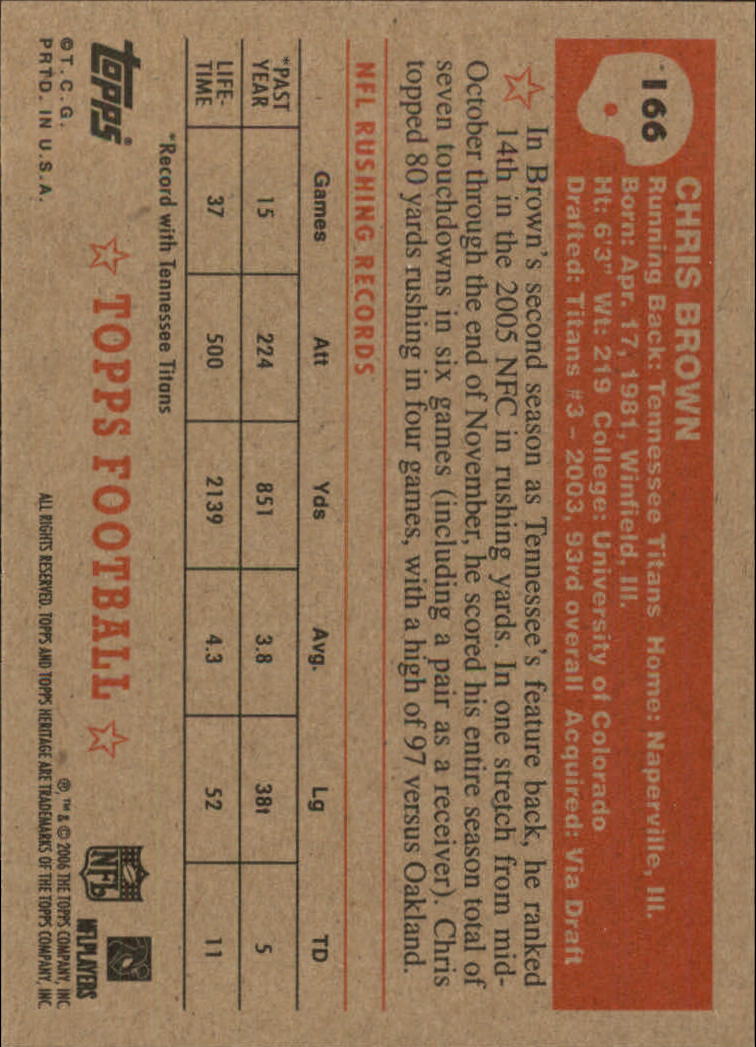 166
CHRIS BROWN
Running Back: Tennessee Titans Home: Naperville, Ill.
Born: Apr. 17, 1981, Winfield, Ill.
Ht: 6'3" Wt: 219 College: University of Colorado
Drafted: Titans #3 – 2003, 93rd overall Acquired: Via Draft
In Brown's second season as Tennessee's feature back, he ranked
14th in the 2005 NFC in rushing yards. In one stretch from mid-
October through the end of November, he scored his entire season total of
seven touchdowns in six games (including a pair as a receiver). Chris
topped 80 yards rushing in four games, with a high of 97 versus Oakland.
NFL RUSHING RECORDS
Games Att Yds Avg. Lg TD
*PAST YEAR 15 224 851 3.8 38t 5
LIFE-TIME 37 500 2139 4.3 52 11
*Record with Tennessee Titans
topps®
TOPPS FOOTBALL
NFL
NFLPLAYERS
©T.C.G.
PRTD. IN U.S.A.
®,™ & © 2006 THE TOPPS COMPANY, INC.
ALL RIGHTS RESERVED. TOPPS AND TOPPS HERITAGE ARE TRADEMARKS OF THE TOPPS COMPANY, INC.